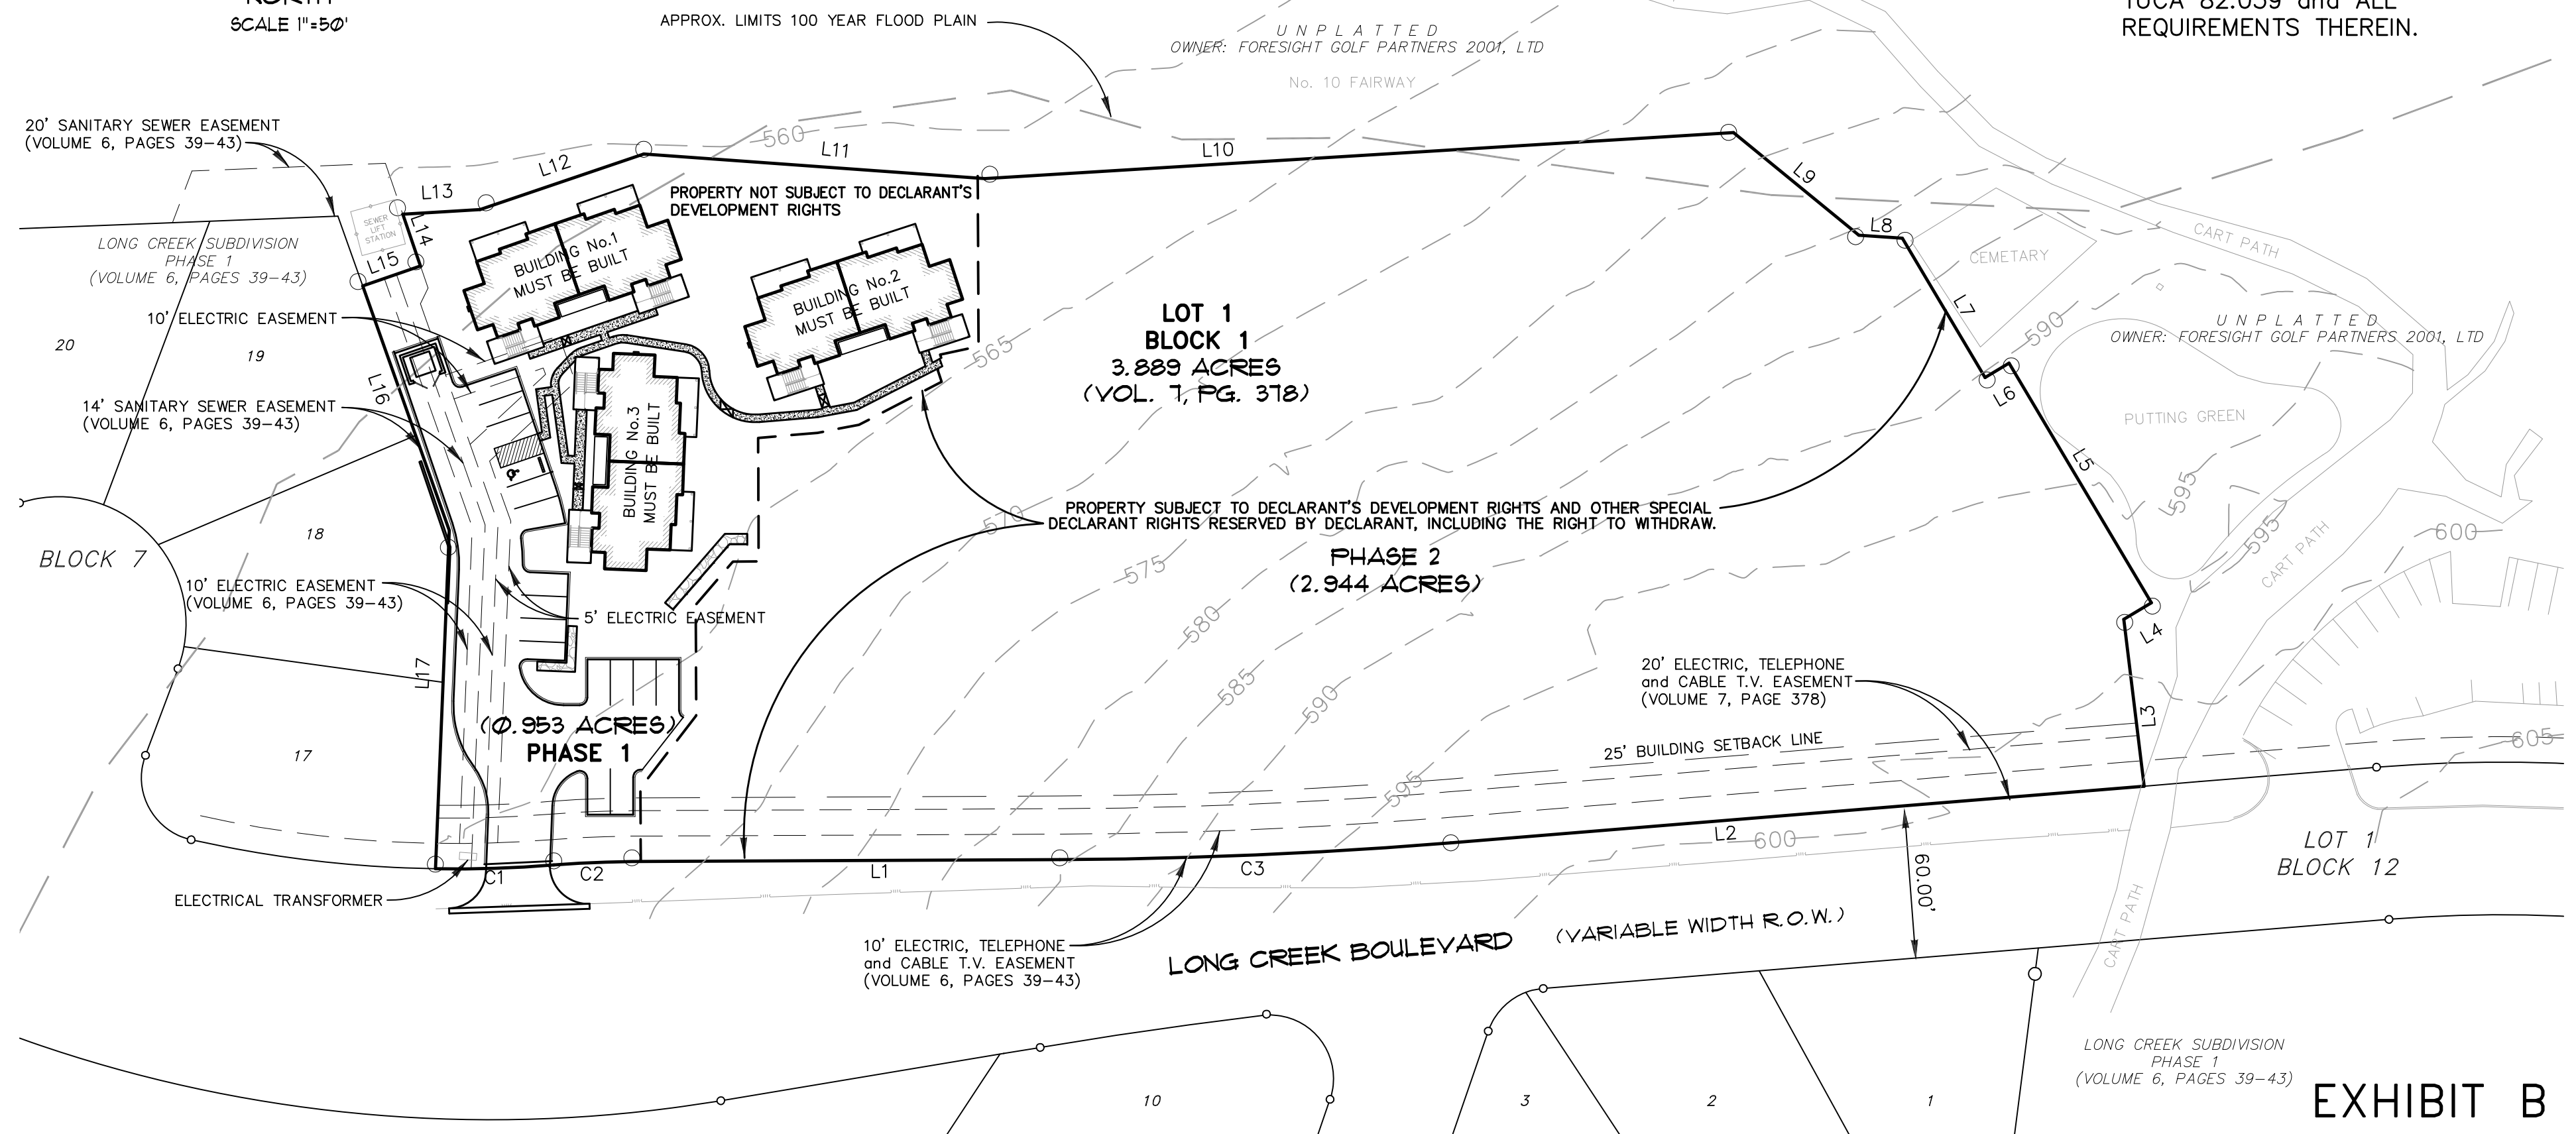 SCALE 1"=50'
APPROX. LIMITS 100 YEAR FLOOD PLAIN
UNPLATTED
OWNER: FORESIGHT GOLF PARTNERS 2001, LTD
No. 10 FAIRWAY
REQUIREMENTS THEREIN.
20' SANITARY SEWER EASEMENT
(VOLUME 6, PAGES 39-43)
560
L11
L10
L12
L13
L9
L8
L14
L15
SEWER
LIFT
STATION
PROPERTY NOT SUBJECT TO DECLARANT'S
DEVELOPMENT RIGHTS
LONG CREEK SUBDIVISION
PHASE 1
(VOLUME 6, PAGES 39-43)
BUILDING No.1
MUST BE BUILT
BUILDING No.2
MUST BE BUILT
CART PATH
CEMETARY
L7
10' ELECTRIC EASEMENT
20
19
LOT 1
BLOCK 1
3.889 ACRES
(VOL. 7, PG. 378)
565
590
UNPLATTED
OWNER: FORESIGHT GOLF PARTNERS 2001, LTD
L16
L6
14' SANITARY SEWER EASEMENT
(VOLUME 6, PAGES 39-43)
BUILDING No.3
MUST BE BUILT
PUTTING GREEN
L5
595
595
CART PATH
600
PROPERTY SUBJECT TO DECLARANT'S DEVELOPMENT RIGHTS AND OTHER SPECIAL
DECLARANT RIGHTS RESERVED BY DECLARANT, INCLUDING THE RIGHT TO WITHDRAW.
570
18
BLOCK 7
PHASE 2
(2.944 ACRES)
575
10' ELECTRIC EASEMENT
(VOLUME 6, PAGES 39-43)
5' ELECTRIC EASEMENT
580
L4
L17
20' ELECTRIC, TELEPHONE
and CABLE T.V. EASEMENT
(VOLUME 7, PAGE 378)
585
590
L3
(0.953 ACRES)
PHASE 1
17
25' BUILDING SETBACK LINE
605
595
L2
600
LOT 1
BLOCK 12
C1
C2
L1
C3
60.00'
ELECTRICAL TRANSFORMER
CART PATH
10' ELECTRIC, TELEPHONE
and CABLE T.V. EASEMENT
(VOLUME 6, PAGES 39-43)
LONG CREEK BOULEVARD (VARIABLE WIDTH R.O.W.)
LONG CREEK SUBDIVISION
PHASE 1
(VOLUME 6, PAGES 39-43)
10
3
2
1
EXHIBIT B